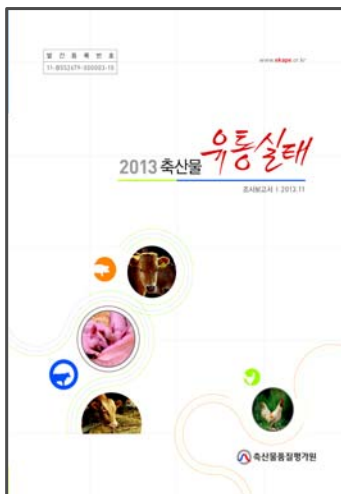 발 간 등 록 번 호
11-B552679-000003-10
www.ekape.or.kr
2013 축산물 유통실태
조사보고서 | 2013.11
축산물품질평가원